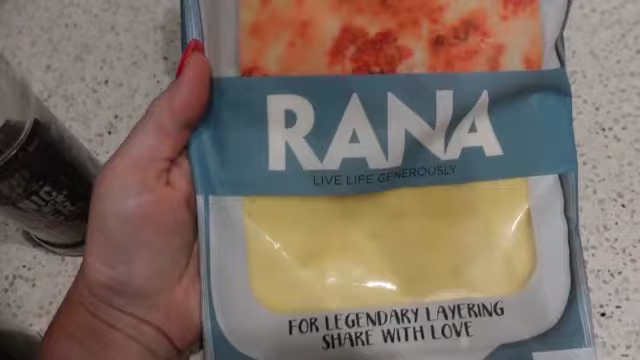 RANA
LIVE LIFE GENEROUSLY
FOR LEGENDARY LAYERING
SHARE WITH LOVE